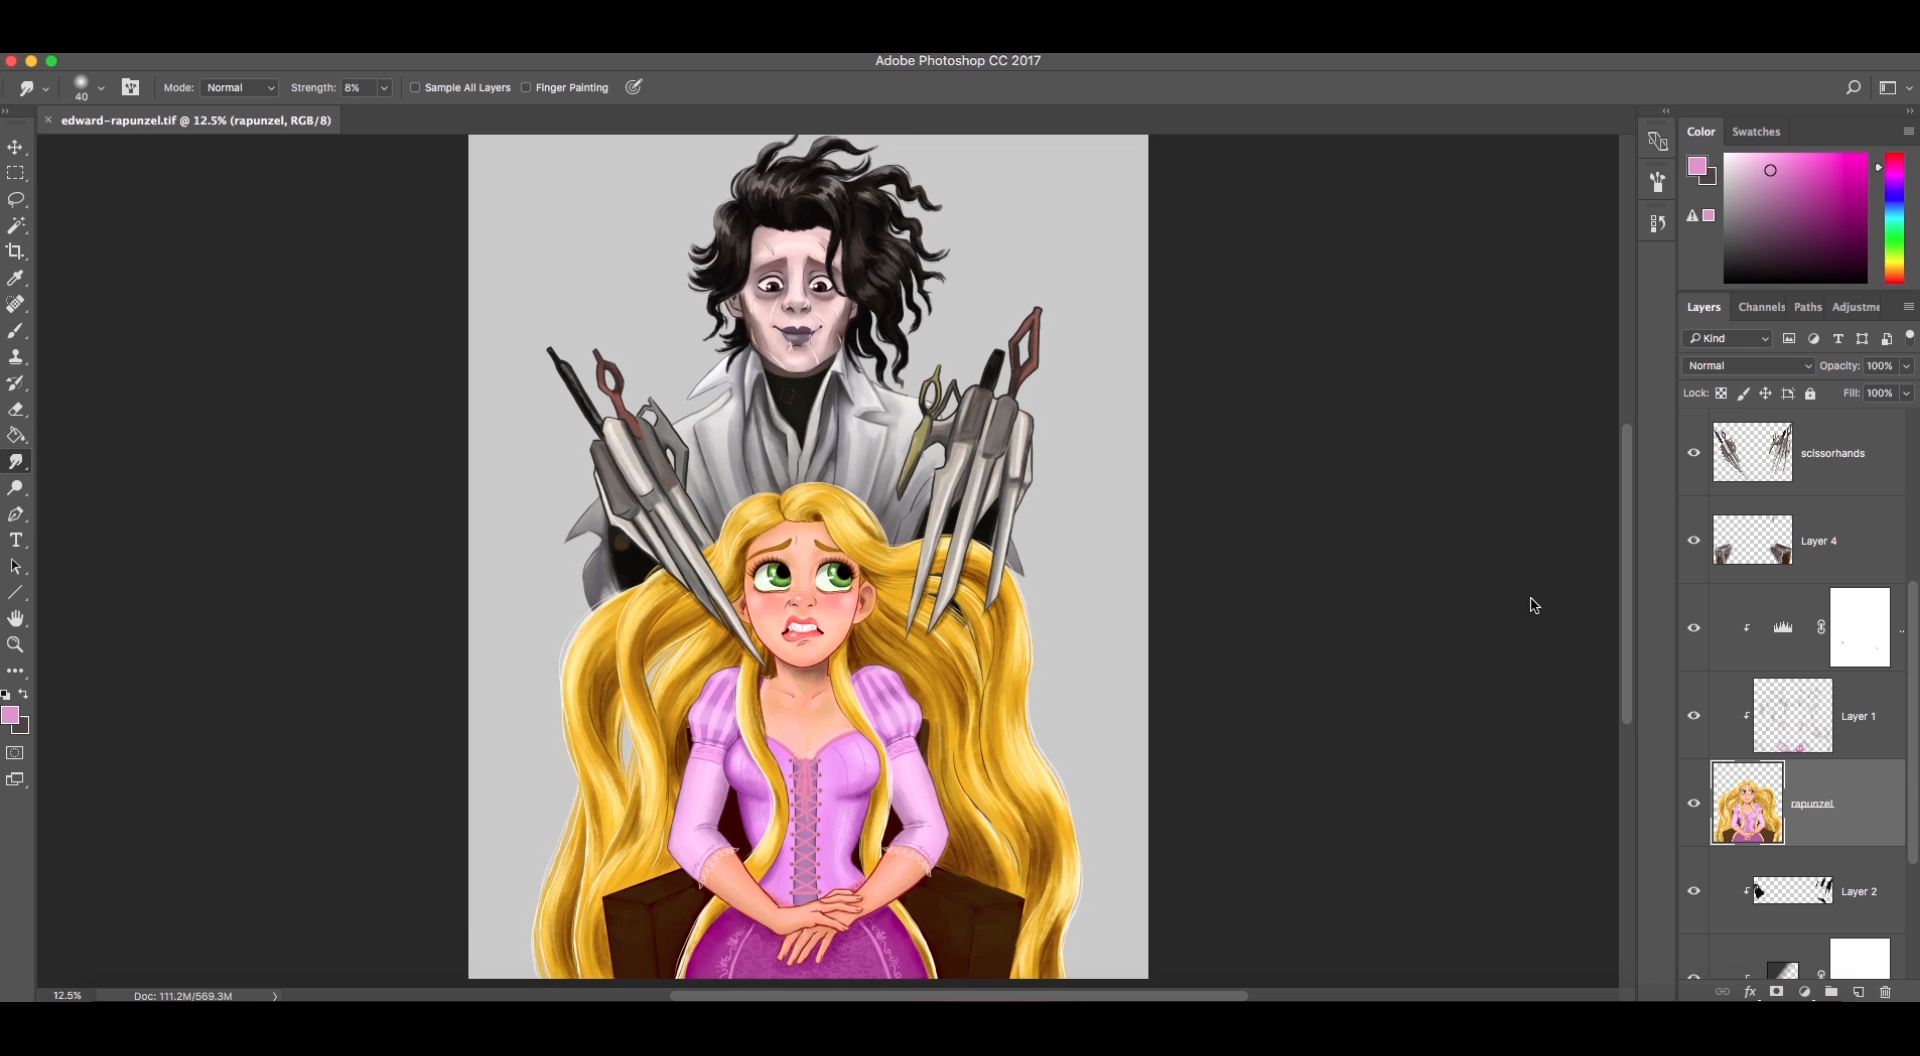 Adobe Photoshop CC 2017
40
Mode: Normal
Strength: 8%
Sample All Layers
Finger Painting
edward-rapunzel.tif @ 12.5% (rapunzel, RGB/8)
Color
Swatches
Layers
Channels
Paths
Adjustme
Kind
Normal
Opacity: 100%
Lock:
Fill: 100%
scissorhands
Layer 4
Layer 1
rapunzel
Layer 2
fx
12.5%
Doc: 111.2M/569.3M